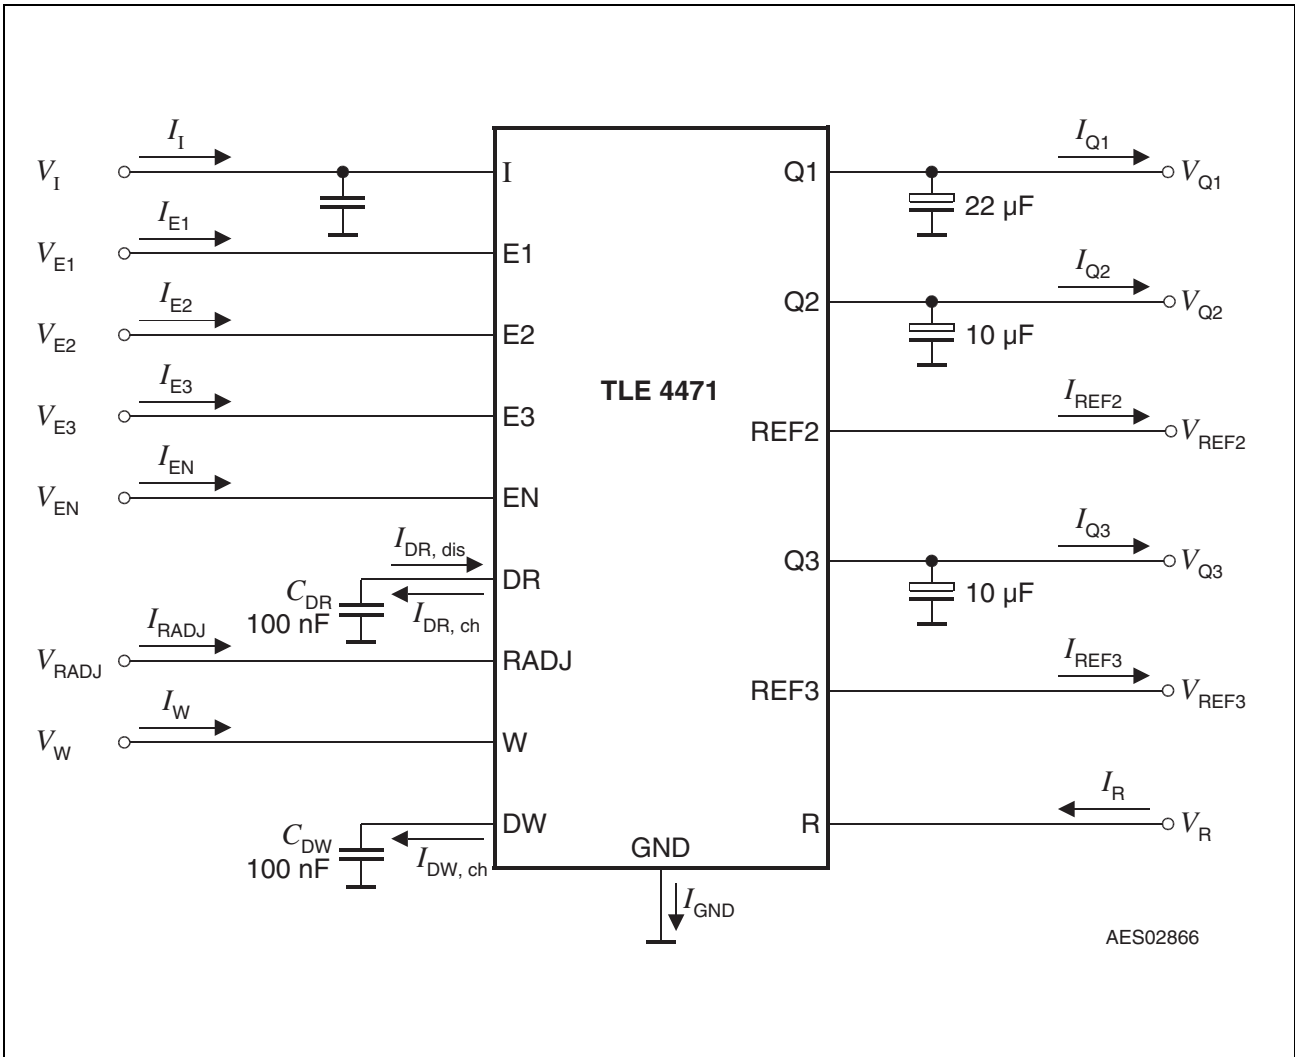 I_I
V_I
I
I_E1
V_E1
E1
I_E2
V_E2
E2
I_E3
V_E3
E3
I_EN
V_EN
EN
I_DR, dis
DR
C_DR
100 nF
I_DR, ch
I_RADJ
V_RADJ
RADJ
I_W
V_W
W
DW
C_DW
100 nF
I_DW, ch
TLE 4471
GND
I_GND
Q1
I_Q1
V_Q1
22 µF
Q2
I_Q2
V_Q2
10 µF
REF2
I_REF2
V_REF2
Q3
I_Q3
V_Q3
10 µF
REF3
I_REF3
V_REF3
R
I_R
V_R
AES02866